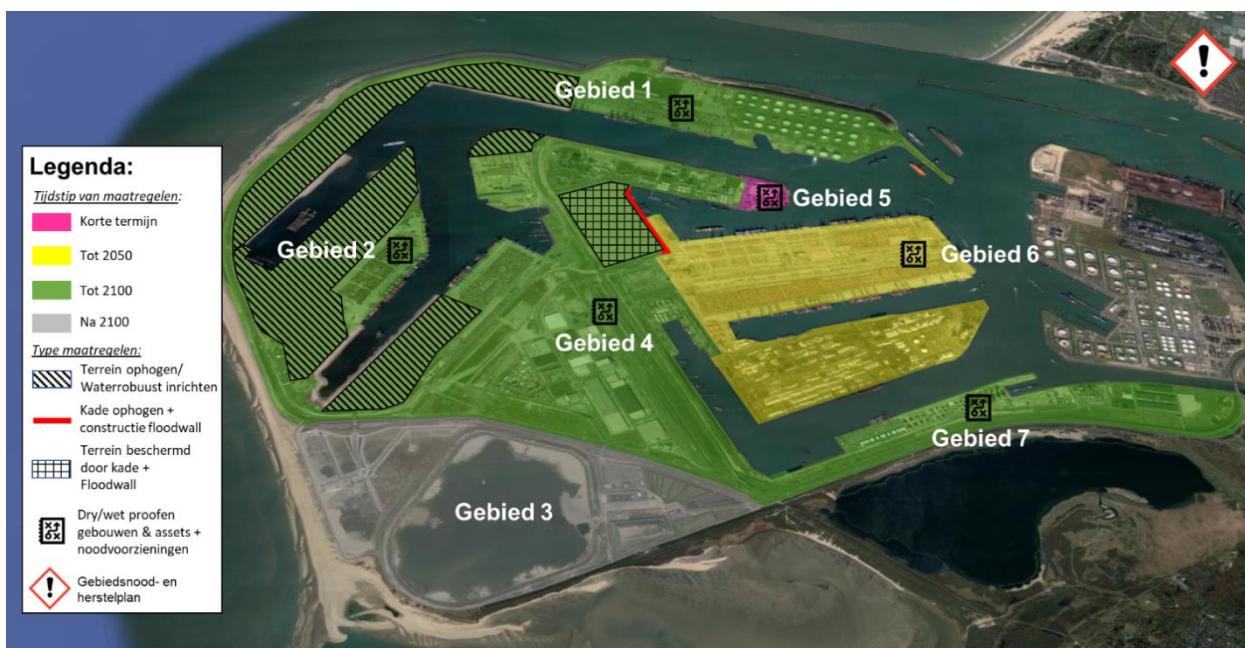 Gebied 1
Gebied 2
Gebied 5
Gebied 6
Gebied 4
Gebied 7
Gebied 3
Legenda:
Tijdstip van maatregelen:
Korte termijn
Tot 2050
Tot 2100
Na 2100
Type maatregelen:
Terrein ophogen/
Waterrobuust inrichten
Kade ophogen +
constructie floodwall
Terrein beschermd
door kade +
Floodwall
Dry/wet proofen
gebouwen & assets +
noodvoorzieningen
Gebiedsnood- en
herstelplan